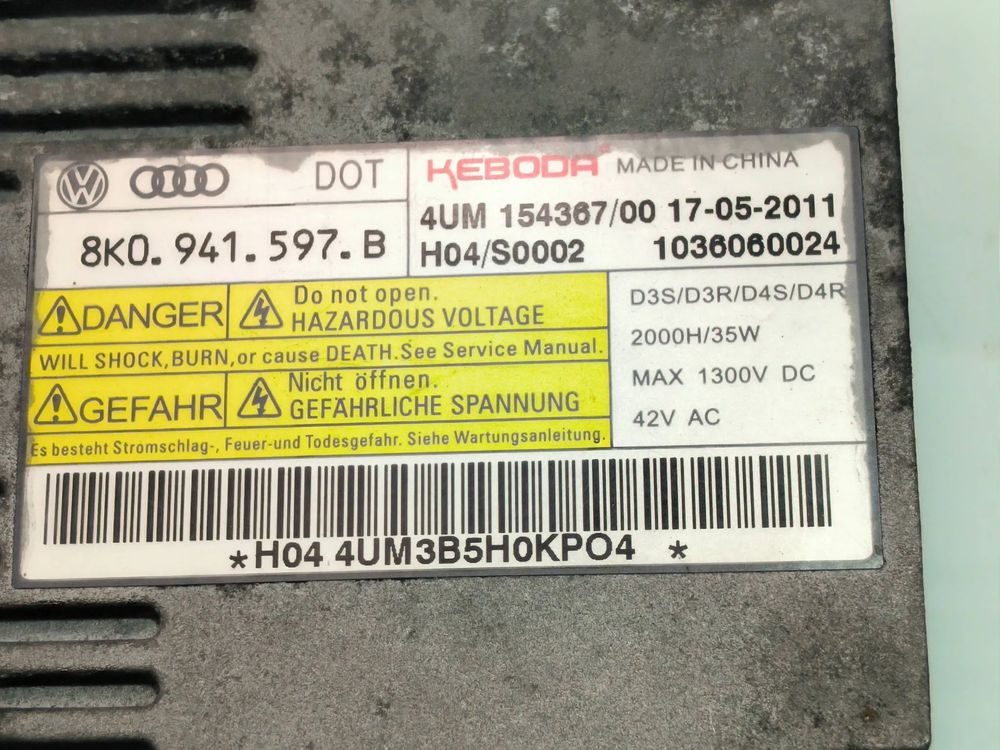 VW DOT
8K0. 941. 597. B
KEBODA MADE IN CHINA
4UM 154367/00 17-05-2011
H04/S0002 1036060024
DANGER
Do not open.
HAZARDOUS VOLTAGE
WILL SHOCK, BURN, or cause DEATH. See Service Manual.
GEFAHR
Nicht öffnen.
GEFÄHRLICHE SPANNUNG
Es besteht Stromschlag-, Feuer-und Todesgefahr. Siehe Wartungsanleitung.
D3S/D3R/D4S/D4R
2000H/35W
MAX 1300V DC
42V AC
*H04 4UM3B5H0KPO4 *